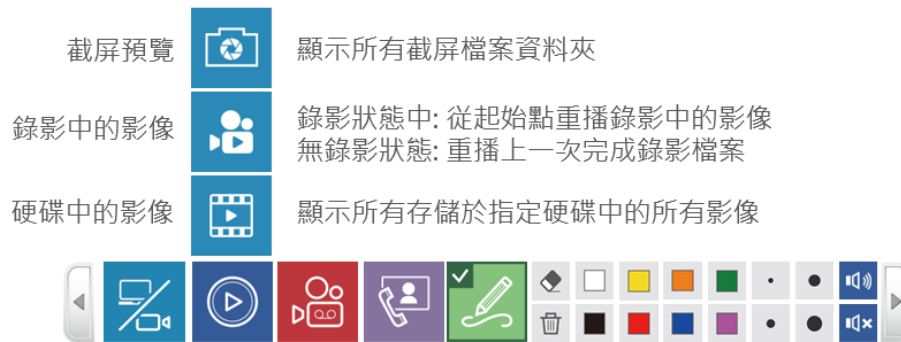 截屏預覽
顯示所有截屏檔案資料夾
錄影中的影像
錄影狀態中: 從起始點重播錄影中的影像
無錄影狀態: 重播上一次完成錄影檔案
硬碟中的影像
顯示所有存儲於指定硬碟中的所有影像